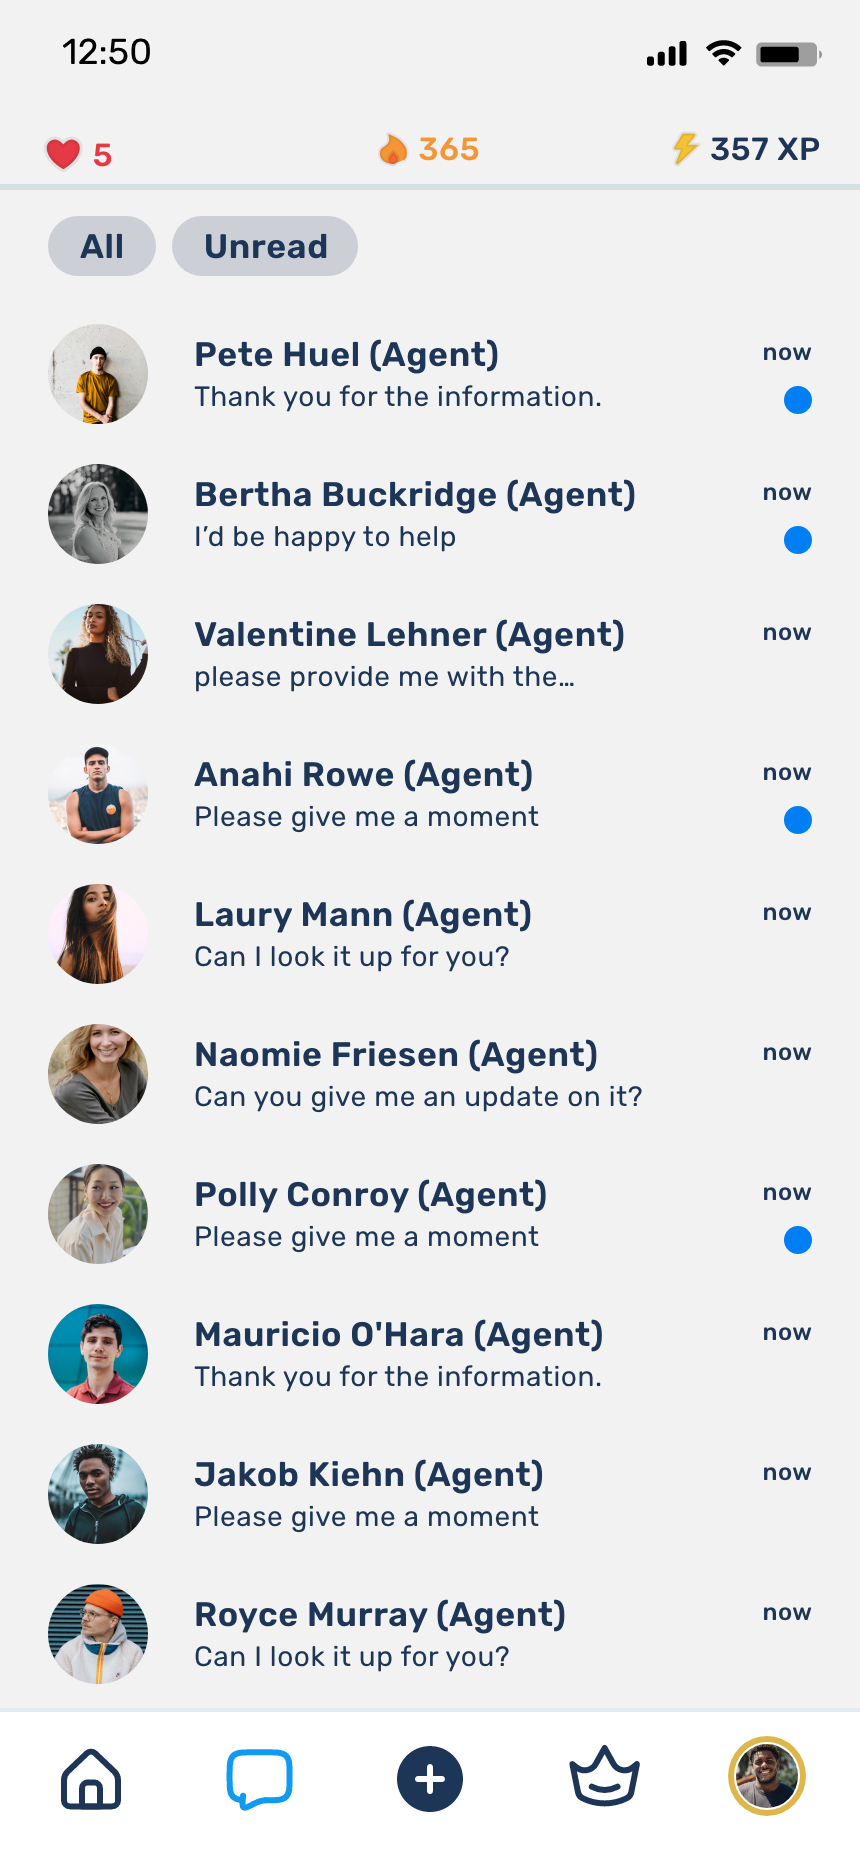 12:50
5
365
357 XP
All
Unread
Pete Huel (Agent)
now
Thank you for the information.
Bertha Buckridge (Agent)
now
I’d be happy to help
Valentine Lehner (Agent)
now
please provide me with the…
Anahi Rowe (Agent)
now
Please give me a moment
Laury Mann (Agent)
now
Can I look it up for you?
Naomie Friesen (Agent)
now
Can you give me an update on it?
Polly Conroy (Agent)
now
Please give me a moment
Mauricio O'Hara (Agent)
now
Thank you for the information.
Jakob Kiehn (Agent)
now
Please give me a moment
Royce Murray (Agent)
now
Can I look it up for you?